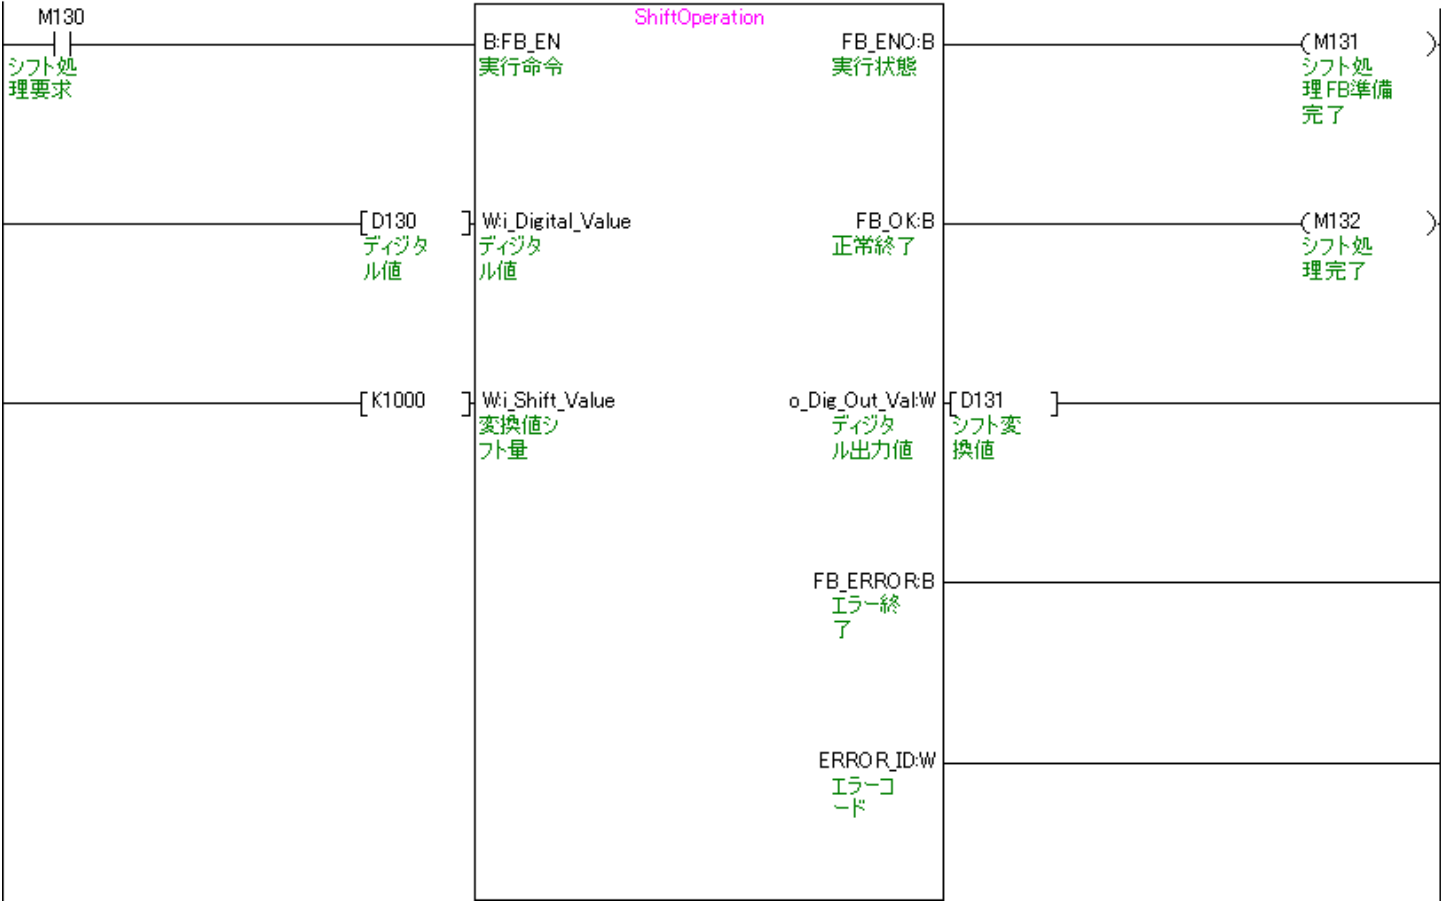 M130
シフト処
理要求
ShiftOperation
B:FB_EN
実行命令
FB_ENO:B
実行状態
( M131 )
シフト処
理FB準備
完了
[ D130 ]
ディジタ
ル値
W:i_Digital_Value
ディジタ
ル値
FB_OK:B
正常終了
( M132 )
シフト処
理完了
[ K1000 ]
W:i_Shift_Value
変換値シ
フト量
o_Dig_Out_Val:W
ディジタ
ル出力値
[ D131 ]
シフト変
換値
FB_ERROR:B
エラー終
了
ERROR_ID:W
エラーコ
ード